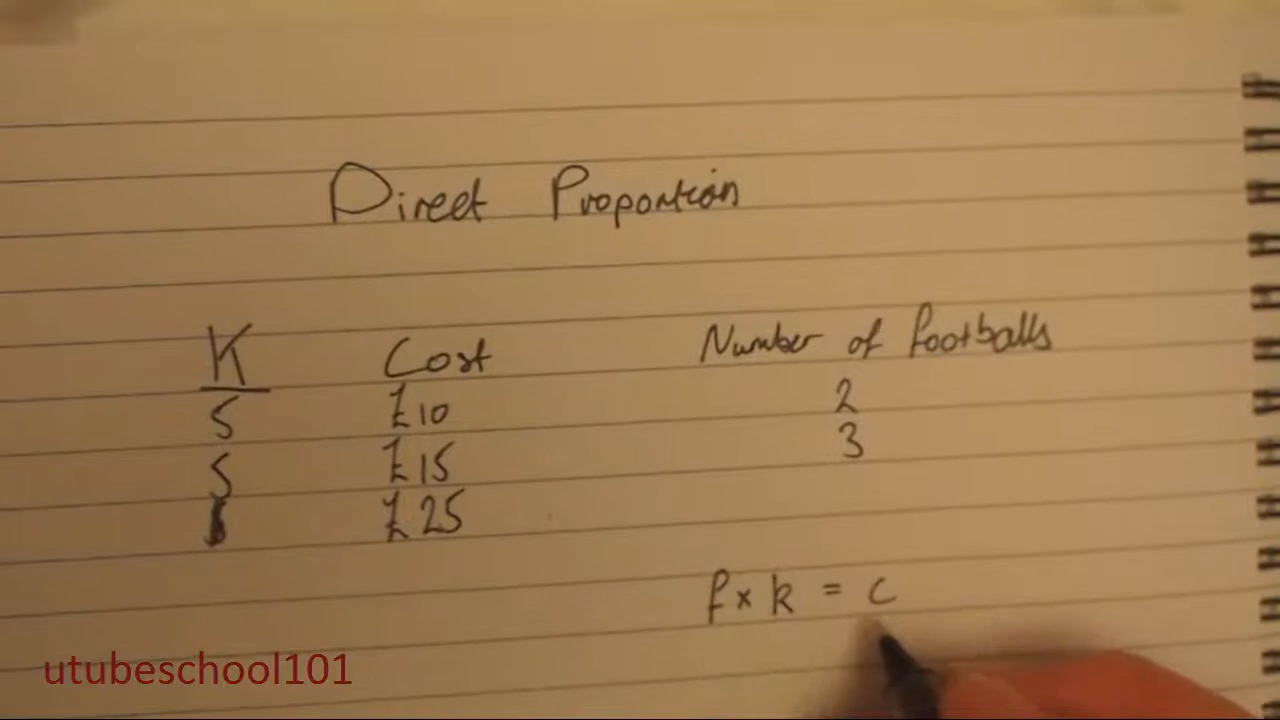 Direct Proportion
K Cost Number of footballs
5 £10 2
5 £15 3
£25
f × k = c
utubeschool101